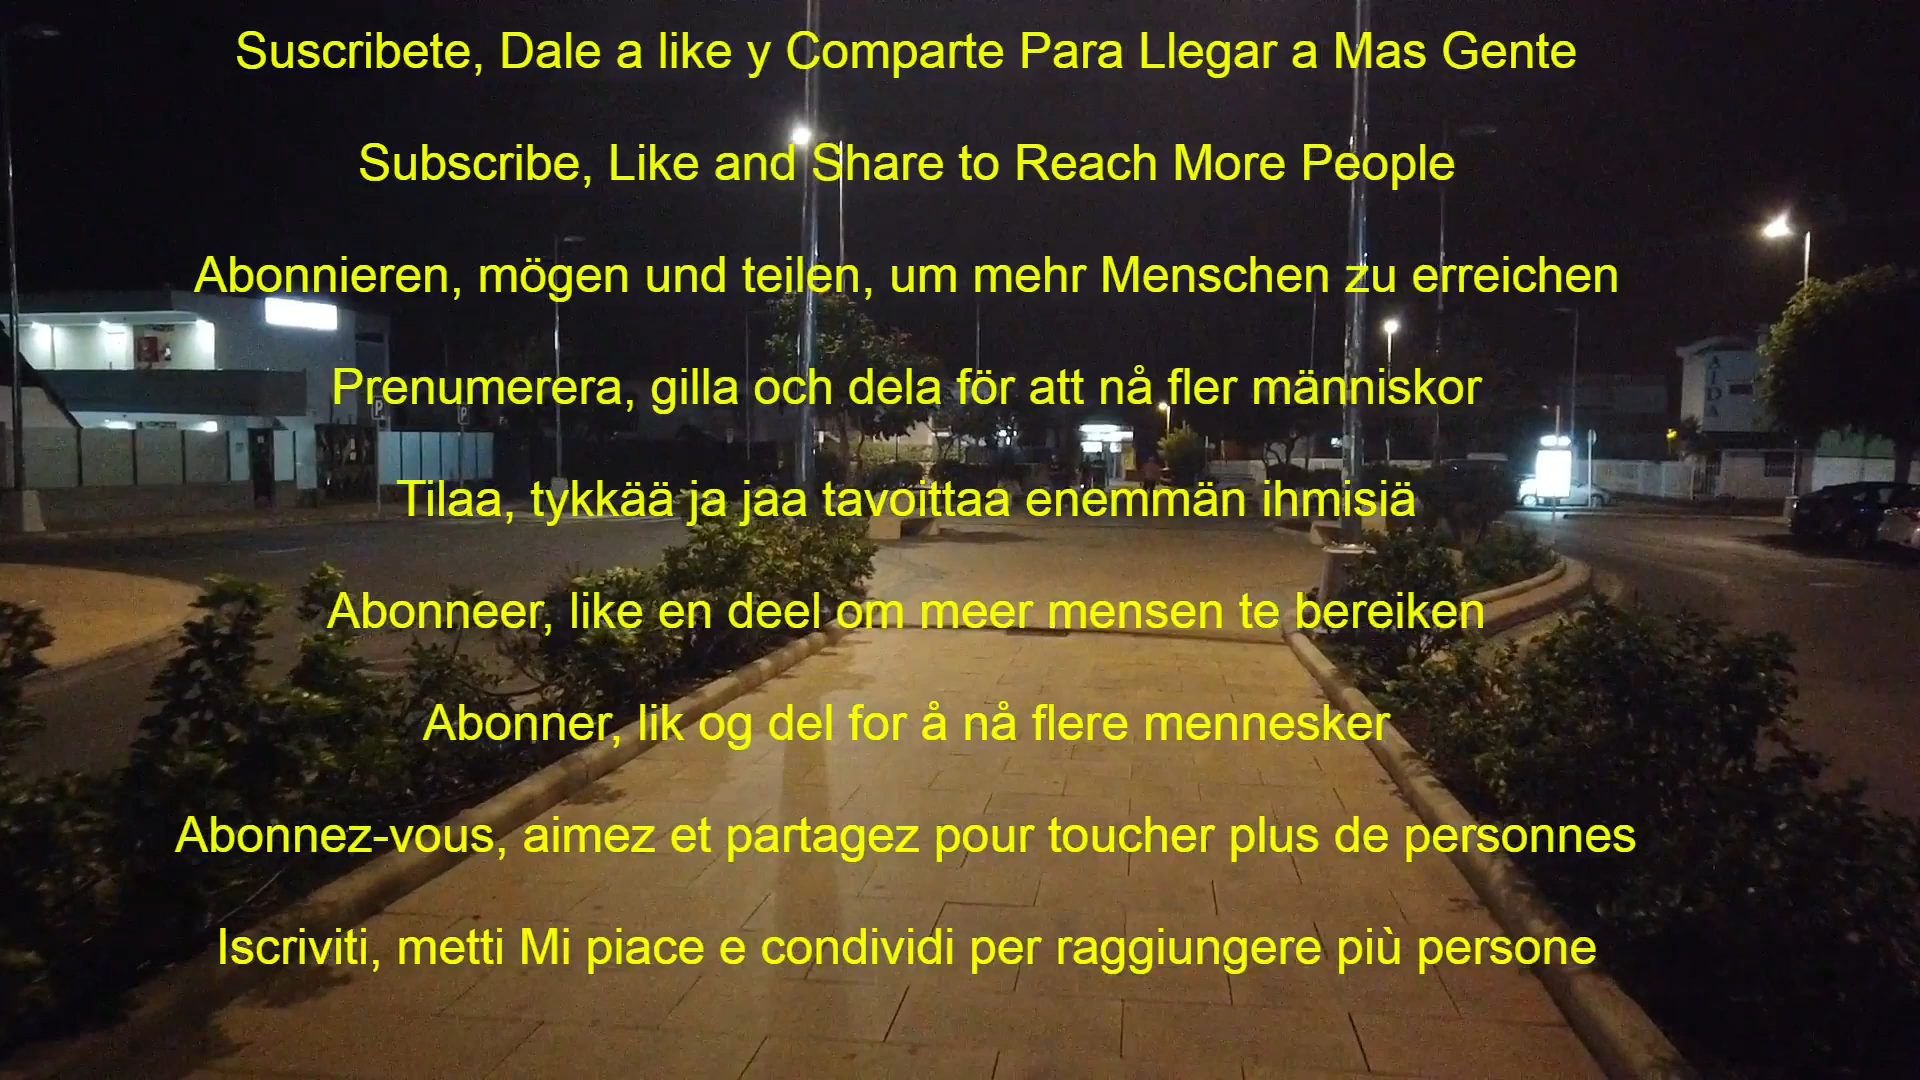 Suscribete, Dale a like y Comparte Para Llegar a Mas Gente
Subscribe, Like and Share to Reach More People
Abonnieren, mögen und teilen, um mehr Menschen zu erreichen
Prenumerera, gilla och dela för att nå fler människor
P
P
AIDA
Tilaa, tykkää ja jaa tavoittaa enemmän ihmisiä
Abonneer, like en deel om meer mensen te bereiken
Abonner, lik og del for å nå flere mennesker
Abonnez-vous, aimez et partagez pour toucher plus de personnes
Iscriviti, metti Mi piace e condividi per raggiungere più persone